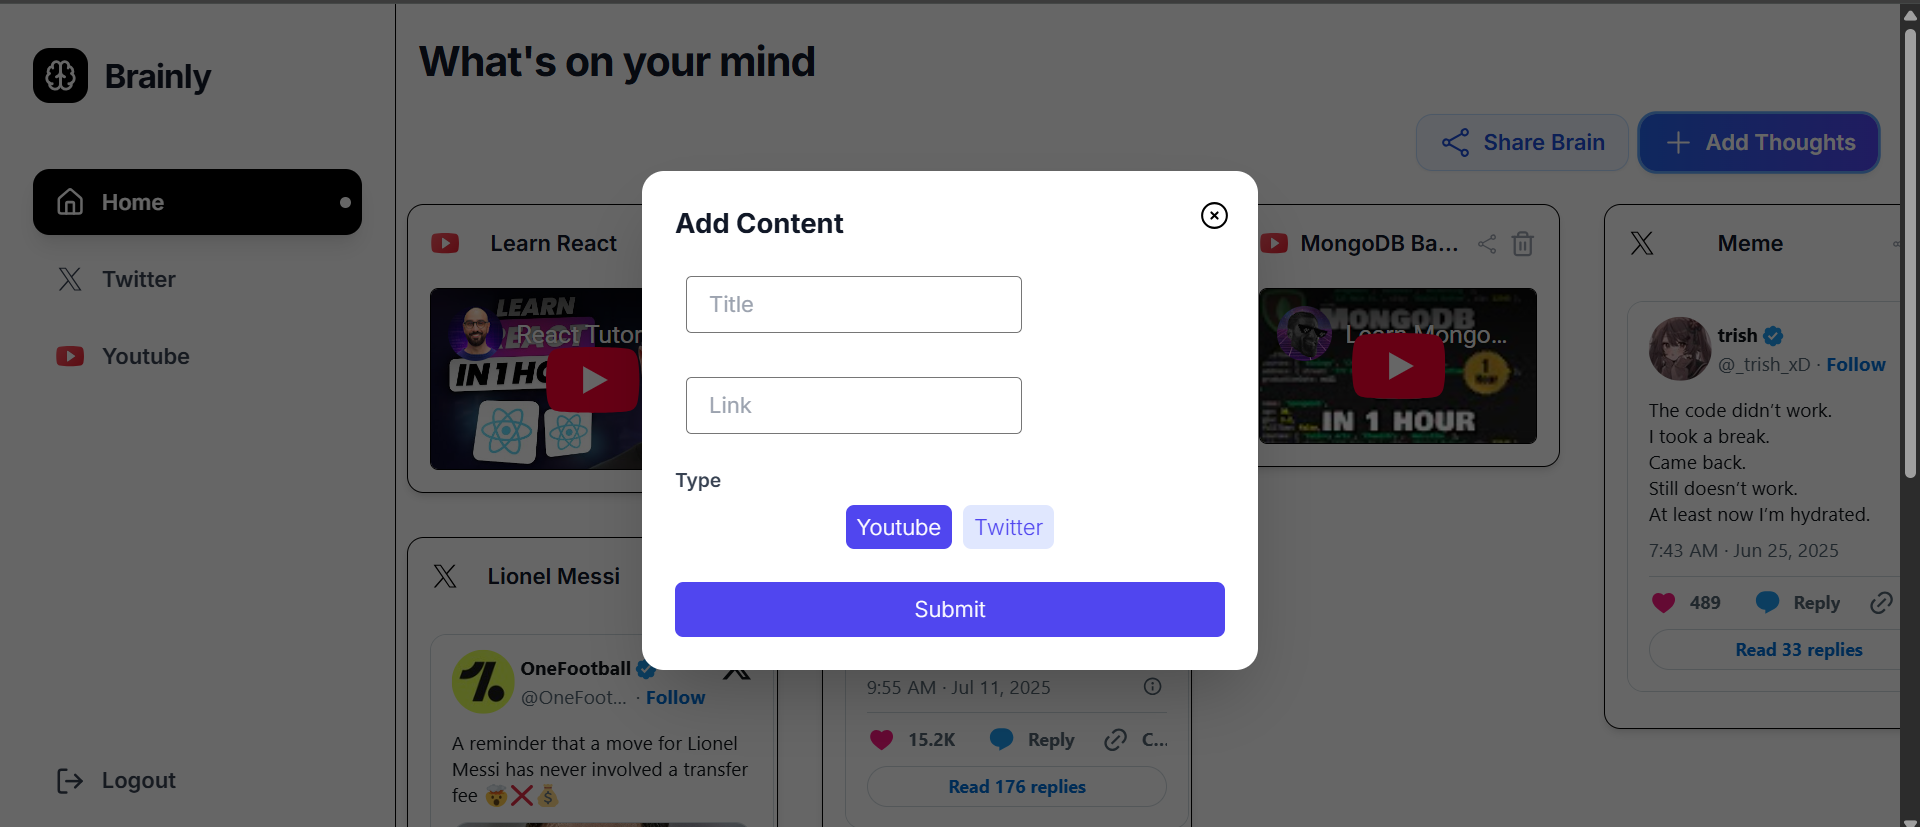 Brainly
Home
Twitter
Youtube
Logout
What's on your mind
Share Brain
Add Thoughts
Learn React
LEARN
REACT
React Tutor
IN 1 HO
Add Content
Title
Link
Type
Youtube
Twitter
Submit
MongoDB Ba...
MONGODB
Learn Mongo...
1
Hour
IN 1 HOUR
Meme
trish
@_trish_xD · Follow
The code didn’t work.
I took a break.
Came back.
Still doesn’t work.
At least now I’m hydrated.
7:43 AM · Jun 25, 2025
489
Reply
Read 33 replies
Lionel Messi
OneFootball
@OneFoot... · Follow
A reminder that a move for Lionel
Messi has never involved a transfer
fee 🤯❌💰
9:55 AM · Jul 11, 2025
15.2K
Reply
C...
Read 176 replies